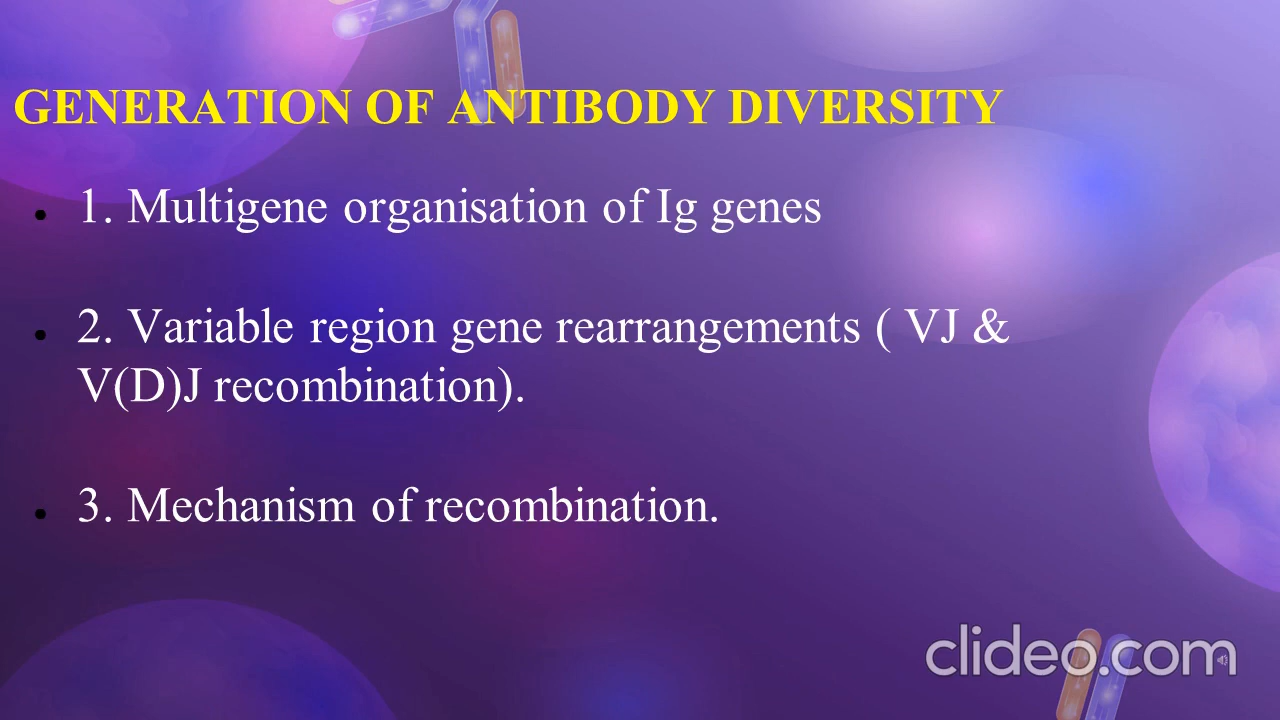 GENERATION OF ANTIBODY DIVERSITY
• 1. Multigene organisation of Ig genes
• 2. Variable region gene rearrangements ( VJ &
V(D)J recombination).
• 3. Mechanism of recombination.
clideo.com